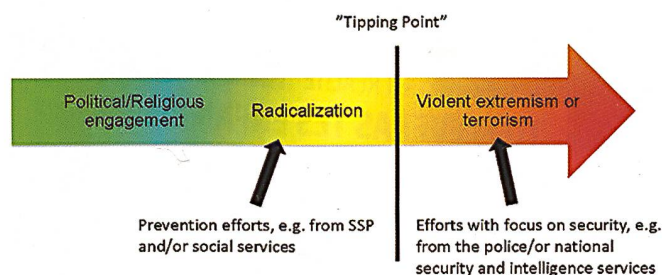 "Tipping Point"
Political/Religious
engagement
Radicalization
Violent extremism or
terrorism
Prevention efforts, e.g. from SSP
and/or social services
Efforts with focus on security, e.g.
from the police/or national
security and intelligence services